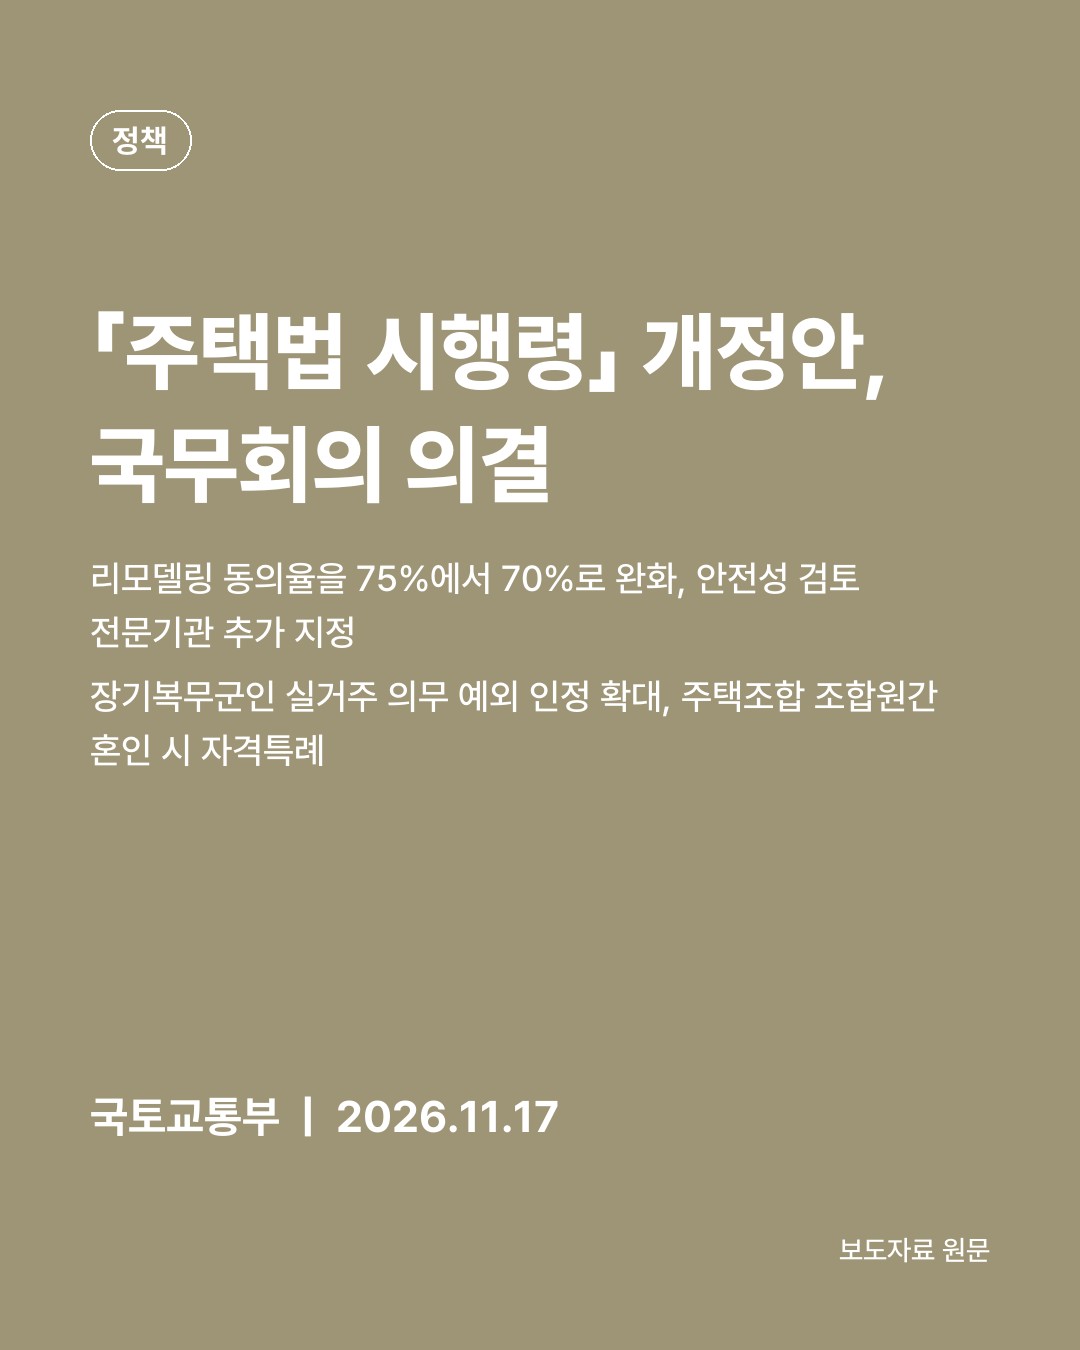 정책
「주택법 시행령」 개정안,
국무회의 의결
리모델링 동의율을 75%에서 70%로 완화, 안전성 검토
전문기관 추가 지정
장기복무군인 실거주 의무 예외 인정 확대, 주택조합 조합원간
혼인 시 자격특례
국토교통부 | 2026.11.17
보도자료 원문